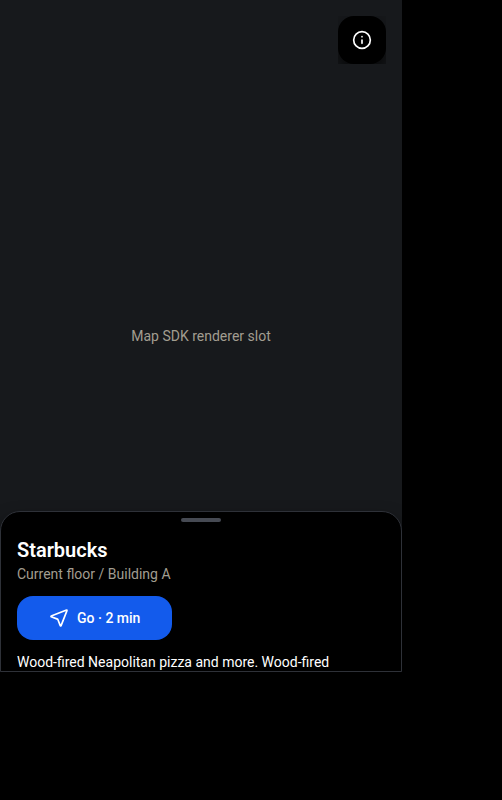 Map SDK renderer slot
Starbucks
Current floor / Building A
Go · 2 min
Wood-fired Neapolitan pizza and more. Wood-fired